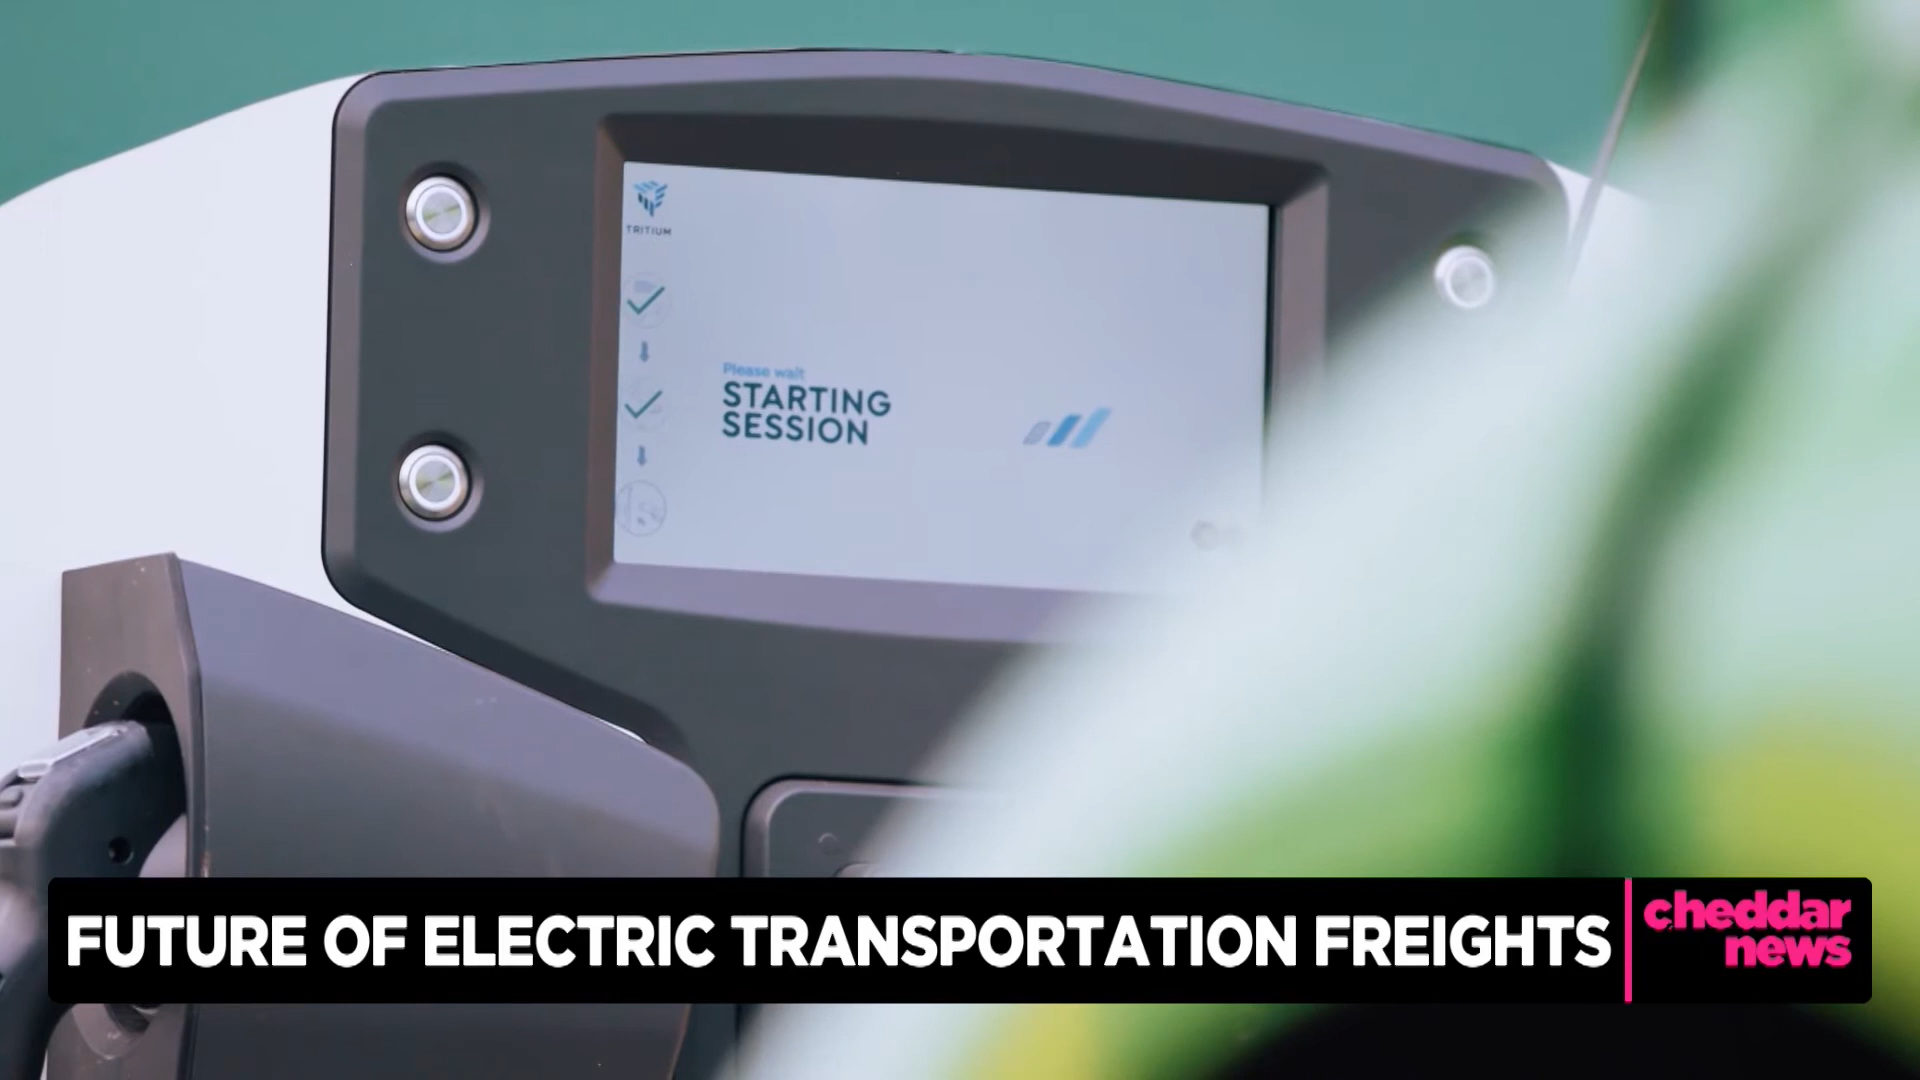 TRITIUM
Please wait
STARTING
SESSION
FUTURE OF ELECTRIC TRANSPORTATION FREIGHTS
cheddar
news